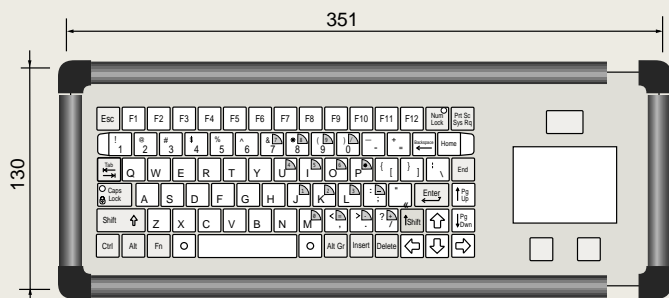 351
130
Esc F1 F2 F3 F4 F5 F6 F7 F8 F9 F10 F11 F12 Num Lock Prt Sc Sys Rq
! 1 @ 2 # 3 $ 4 % 5 ^ 6 & 7 * 8 ( 9 ) 0 — - + = Backspace Home
Tab Q W E R T Y U I O P { [ } ] ¦ \ End
Caps Lock A S D F G H J K L : ; " Enter Pg Up
Shift Z X C V B N M < , > . ? / Shift Pg Dwn
Ctrl Alt Fn Alt Gr Insert Delete